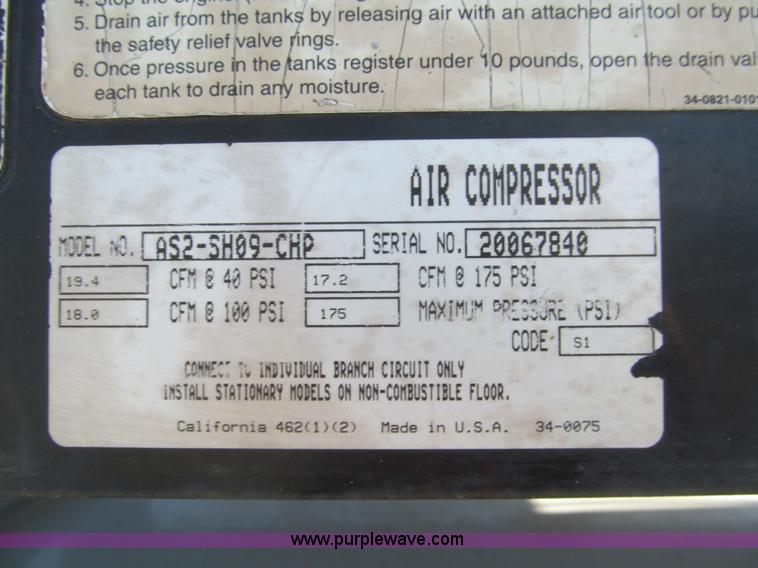 4. Stop the engine.
5. Drain air from the tanks by releasing air with an attached air tool or by pu
the safety relief valve rings.
6. Once pressure in the tanks register under 10 pounds, open the drain val
each tank to drain any moisture.
34-0821-0101
AIR COMPRESSOR
MODEL NO. AS2-SH09-CHP SERIAL NO. 20067840
19.4 CFM @ 40 PSI 17.2 CFM @ 175 PSI
18.0 CFM @ 100 PSI 175 MAXIMUM PRESSURE (PSI)
CODE S1
CONNECT TO INDIVIDUAL BRANCH CIRCUIT ONLY
INSTALL STATIONARY MODELS ON NON-COMBUSTIBLE FLOOR.
California 462(1)(2) Made in U.S.A. 34-0075
www.purplewave.com